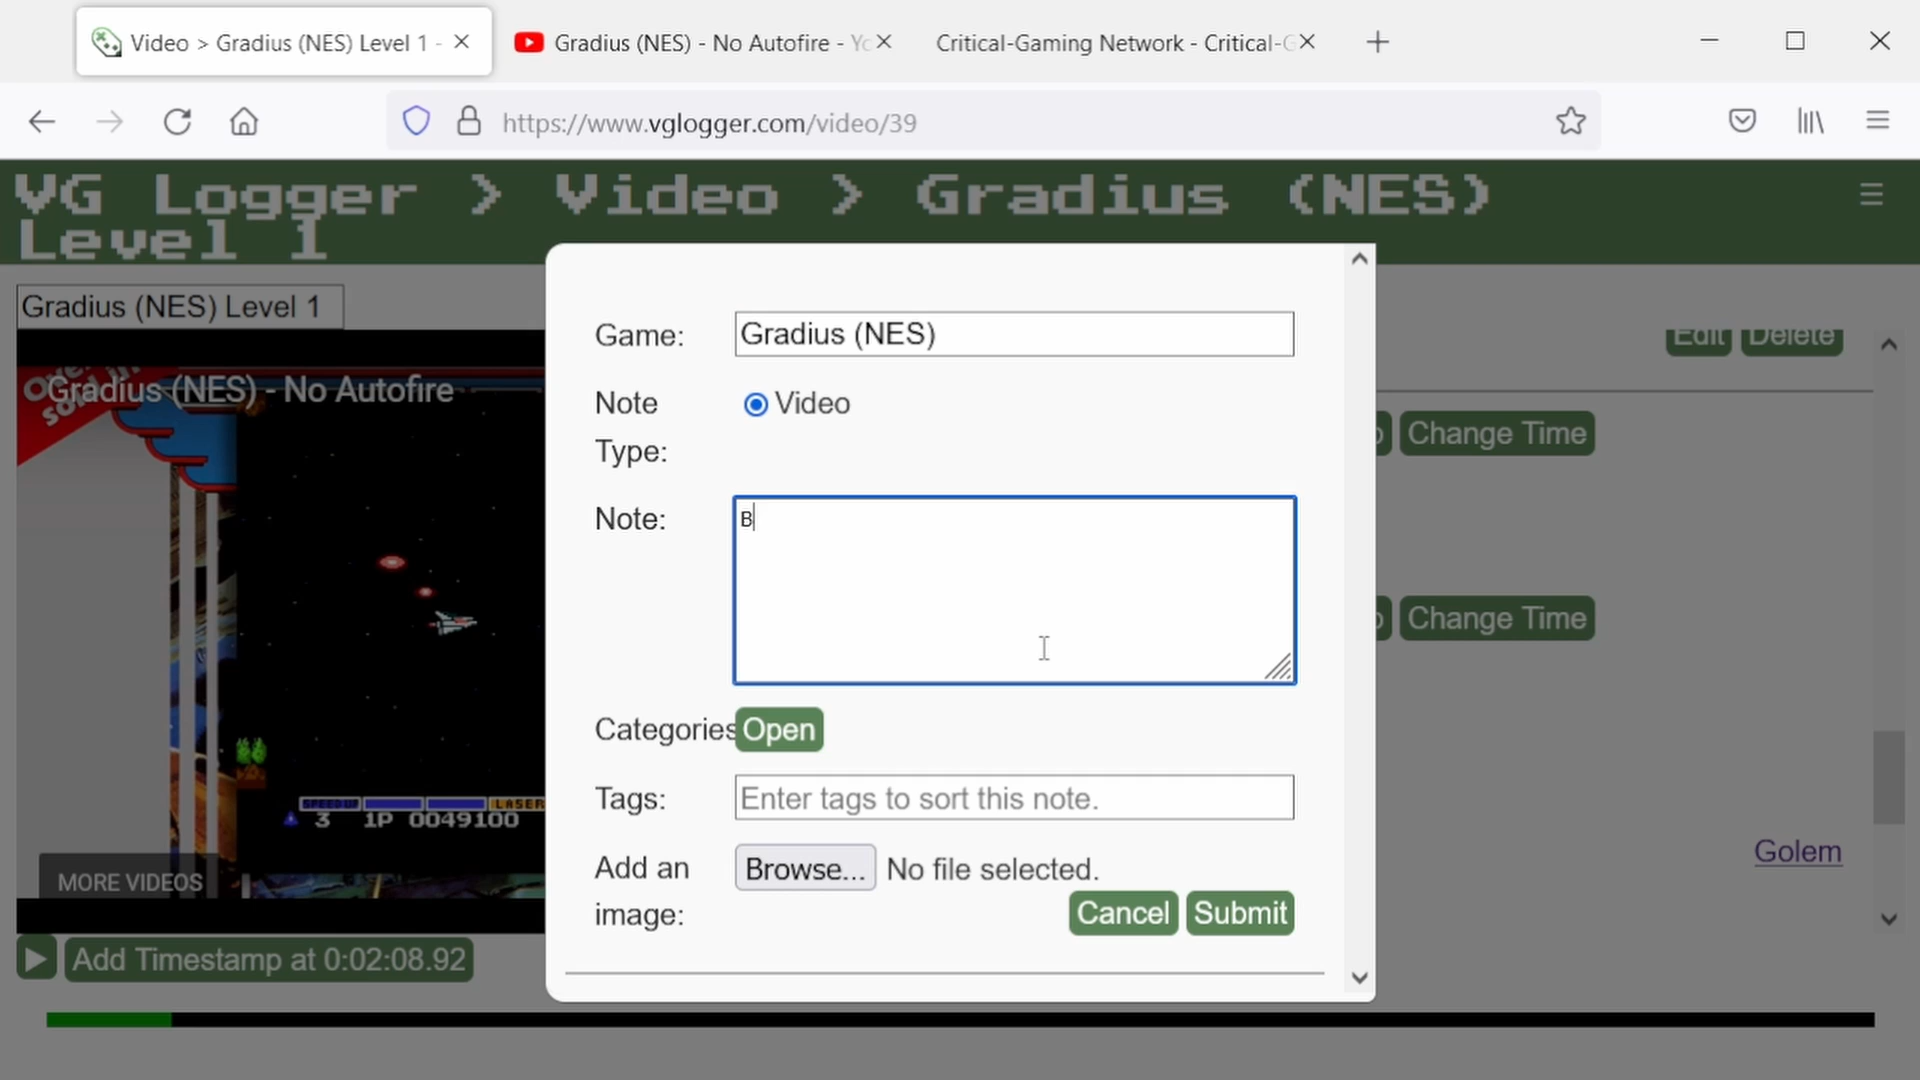 Video > Gradius (NES) Level 1 -
Gradius (NES) - No Autofire - Yo
Critical-Gaming Network - Critical-G
https://www.vglogger.com/video/39
VG Logger > Video > Gradius (NES)
Level 1
Gradius (NES) Level 1
Gradius (NES) - No Autofire
SPEED UP
LASER
3 1P 0049100
MORE VIDEOS
Add Timestamp at 0:02:08.92
Game: Gradius (NES)
Note Type: Video
Note: B
Categories Open
Tags: Enter tags to sort this note.
Add an image: Browse... No file selected.
Cancel Submit
Edit Delete
Change Time
Change Time
Golem